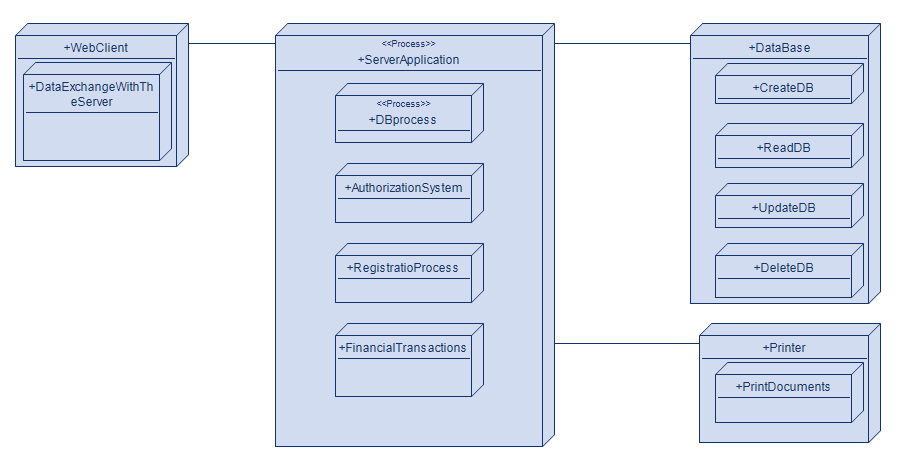 +WebClient
+DataExchangeWithTh
eServer
<<Process>>
+ServerApplication
<<Process>>
+DBprocess
+AuthorizationSystem
+RegistratioProcess
+FinancialTransactions
+DataBase
+CreateDB
+ReadDB
+UpdateDB
+DeleteDB
+Printer
+PrintDocuments